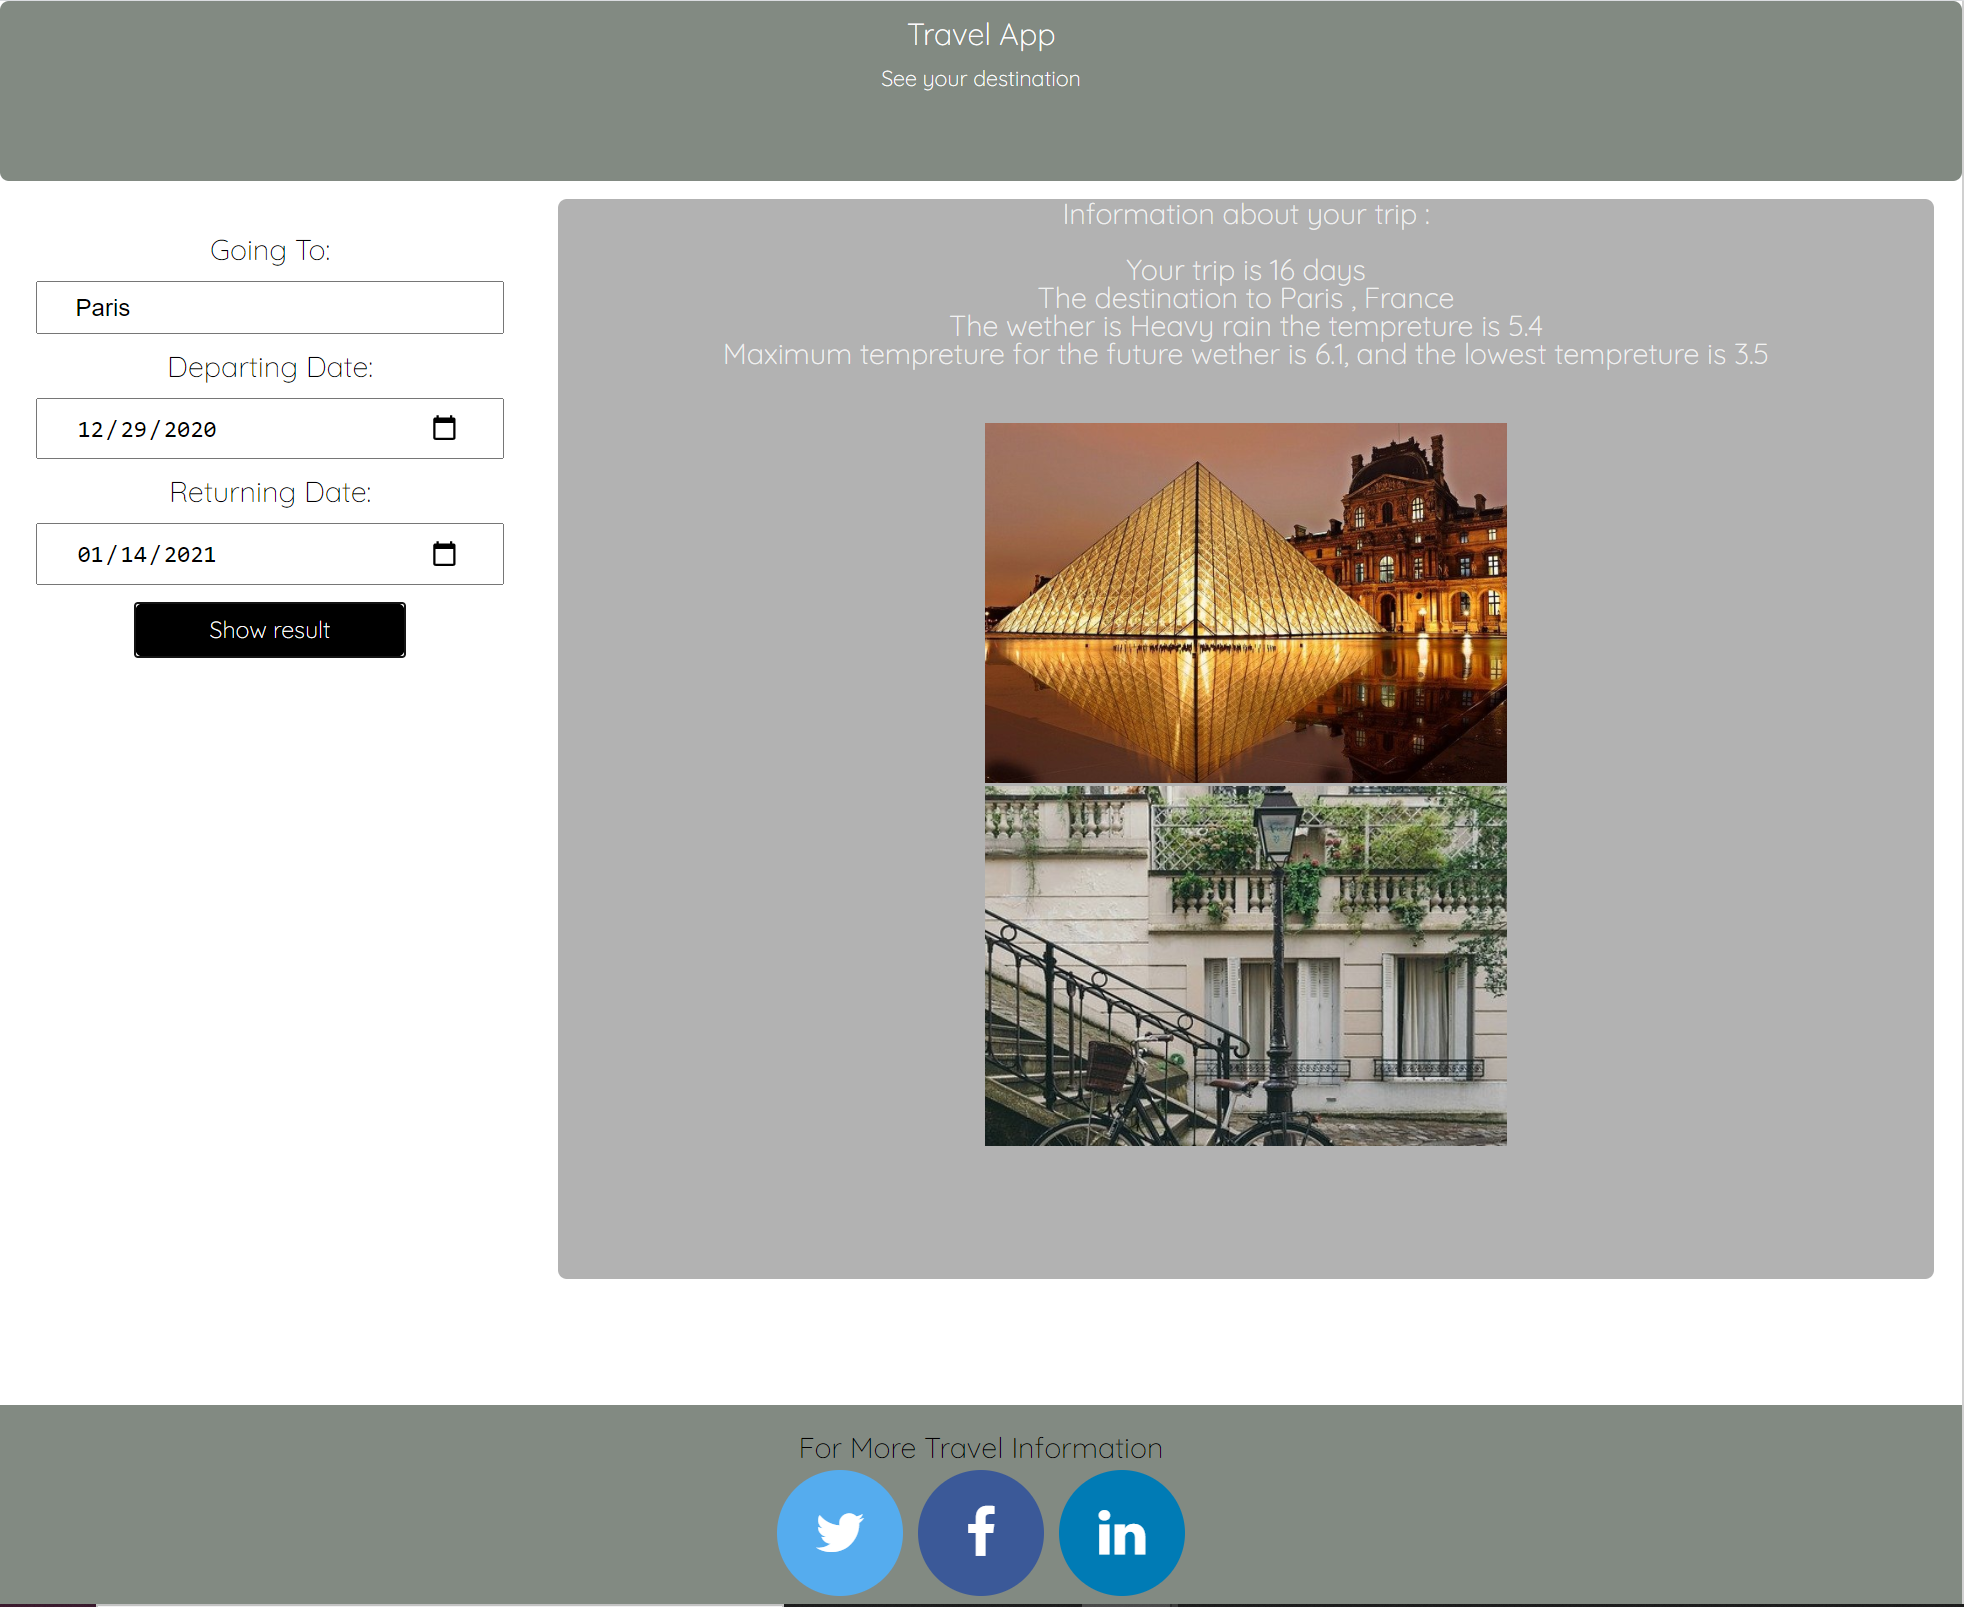 Travel App
See your destination
Going To:
Paris
Departing Date:
12/29/2020
Returning Date:
01/14/2021
Show result
Information about your trip :
Your trip is 16 days
The destination to Paris , France
The wether is Heavy rain the tempreture is 5.4
Maximum tempreture for the future wether is 6.1, and the lowest tempreture is 3.5
For More Travel Information
f
in